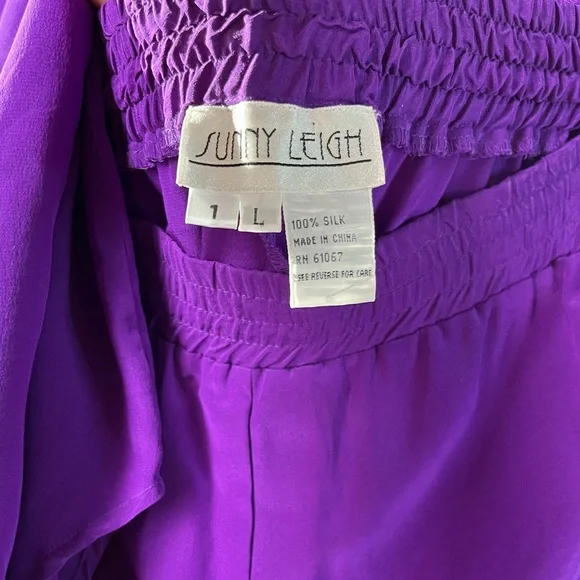 SUNNY LEIGH
1 L
100% SILK
MADE IN CHINA
RN 61067
SEE REVERSE FOR CARE